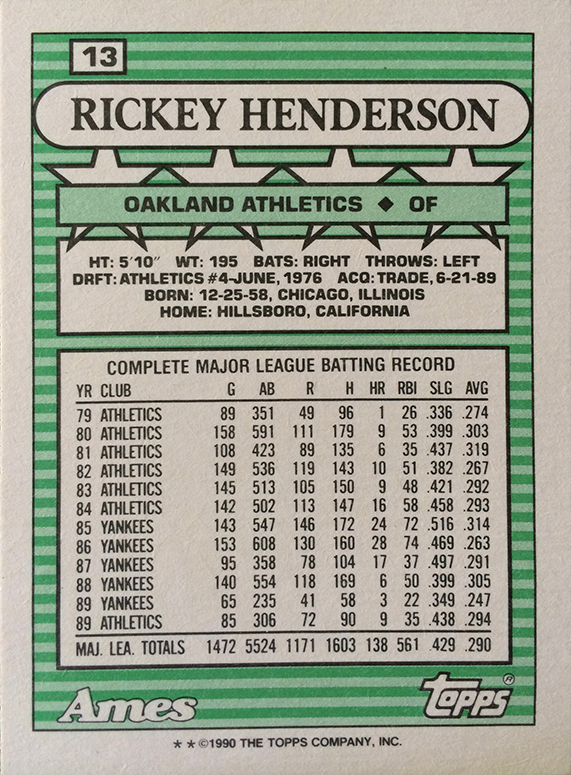 13
RICKEY HENDERSON
OAKLAND ATHLETICS ◆ OF
HT: 5'10" WT: 195 BATS: RIGHT THROWS: LEFT
DRFT: ATHLETICS #4-JUNE, 1976 ACQ: TRADE, 6-21-89
BORN: 12-25-58, CHICAGO, ILLINOIS
HOME: HILLSBORO, CALIFORNIA
COMPLETE MAJOR LEAGUE BATTING RECORD
YR CLUB G AB R H HR RBI SLG AVG
79 ATHLETICS 89 351 49 96 1 26 .336 .274
80 ATHLETICS 158 591 111 179 9 53 .399 .303
81 ATHLETICS 108 423 89 135 6 35 .437 .319
82 ATHLETICS 149 536 119 143 10 51 .382 .267
83 ATHLETICS 145 513 105 150 9 48 .421 .292
84 ATHLETICS 142 502 113 147 16 58 .458 .293
85 YANKEES 143 547 146 172 24 72 .516 .314
86 YANKEES 153 608 130 160 28 74 .469 .263
87 YANKEES 95 358 78 104 17 37 .497 .291
88 YANKEES 140 554 118 169 6 50 .399 .305
89 YANKEES 65 235 41 58 3 22 .349 .247
89 ATHLETICS 85 306 72 90 9 35 .438 .294
MAJ. LEA. TOTALS 1472 5524 1171 1603 138 561 .429 .290
Ames
topps®
★ ★ ©1990 THE TOPPS COMPANY, INC.